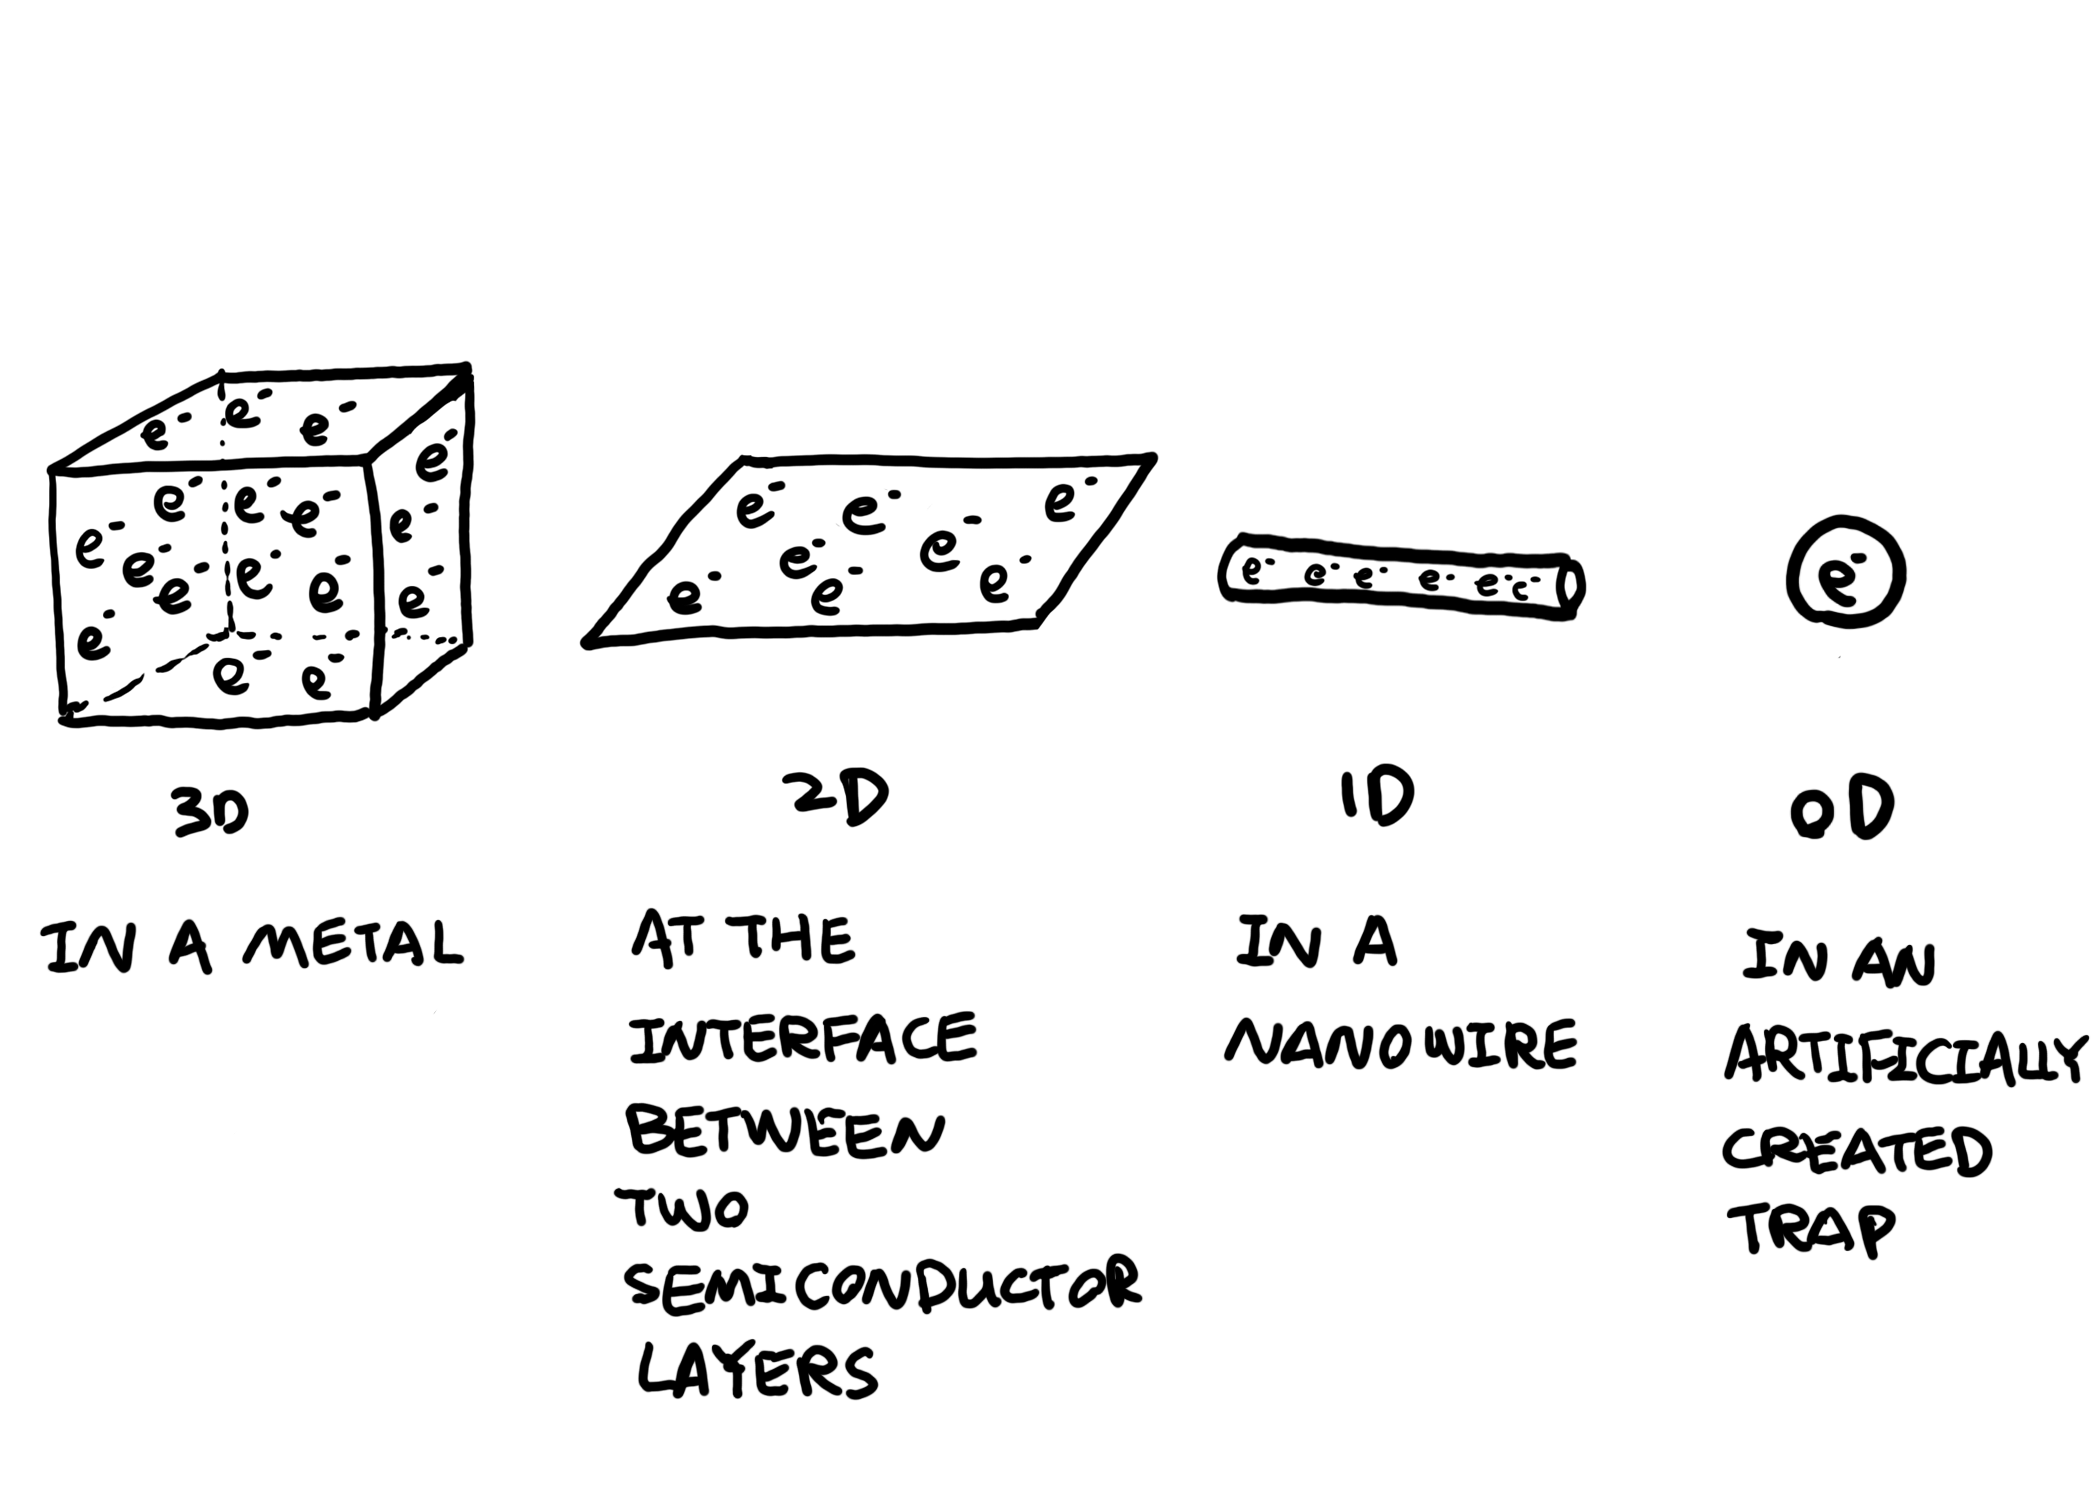 e⁻ e⁻ e⁻
e⁻
e⁻ e⁻ e⁻ e⁻
e⁻ e⁻ e⁻ e⁻
e⁻ e⁻ e⁻
e⁻ e⁻ e⁻
e⁻ e⁻ e⁻
e⁻ e⁻
e⁻ e⁻ e⁻
e⁻ e⁻ e⁻ e⁻ e⁻ e⁻
e⁻
3D
IN A METAL
2D
AT THE
INTERFACE
BETWEEN
TWO
SEMICONDUCTOR
LAYERS
1D
IN A
NANOWIRE
0D
IN AN
ARTIFICIALLY
CREATED
TRAP